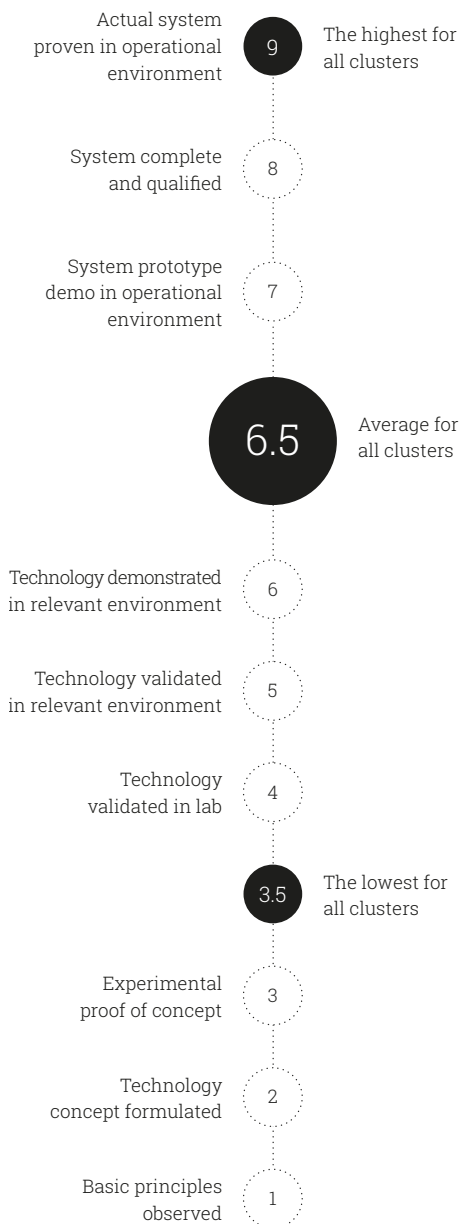 Actual system
proven in operational
environment
9
The highest for
all clusters
System complete
and qualified
8
System prototype
demo in operational
environment
7
6.5
Average for
all clusters
Technology demonstrated
in relevant environment
6
Technology validated
in relevant environment
5
Technology
validated in lab
4
3.5
The lowest for
all clusters
Experimental
proof of concept
3
Technology
concept formulated
2
Basic principles
observed
1